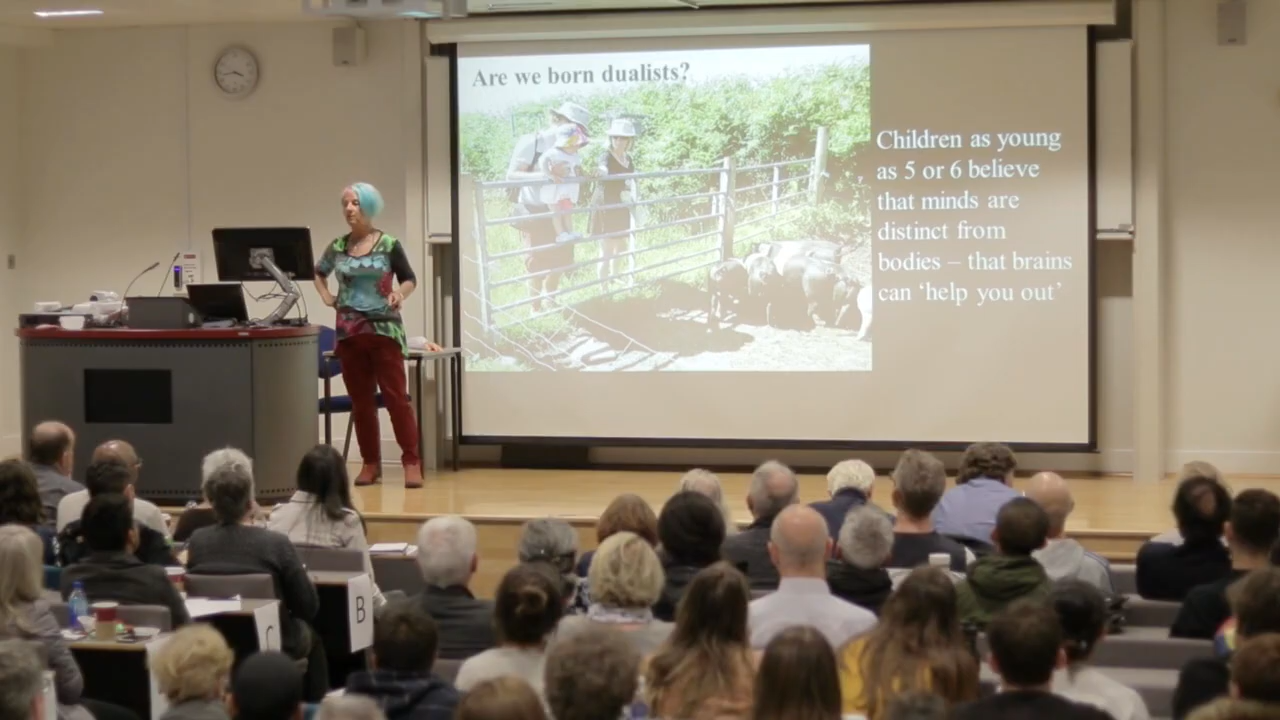 Are we born dualists?
Children as young
as 5 or 6 believe
that minds are
distinct from
bodies – that brains
can ‘help you out’
B
C